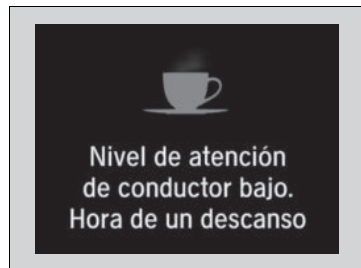 Nivel de atención
de conductor bajo.
Hora de un descanso